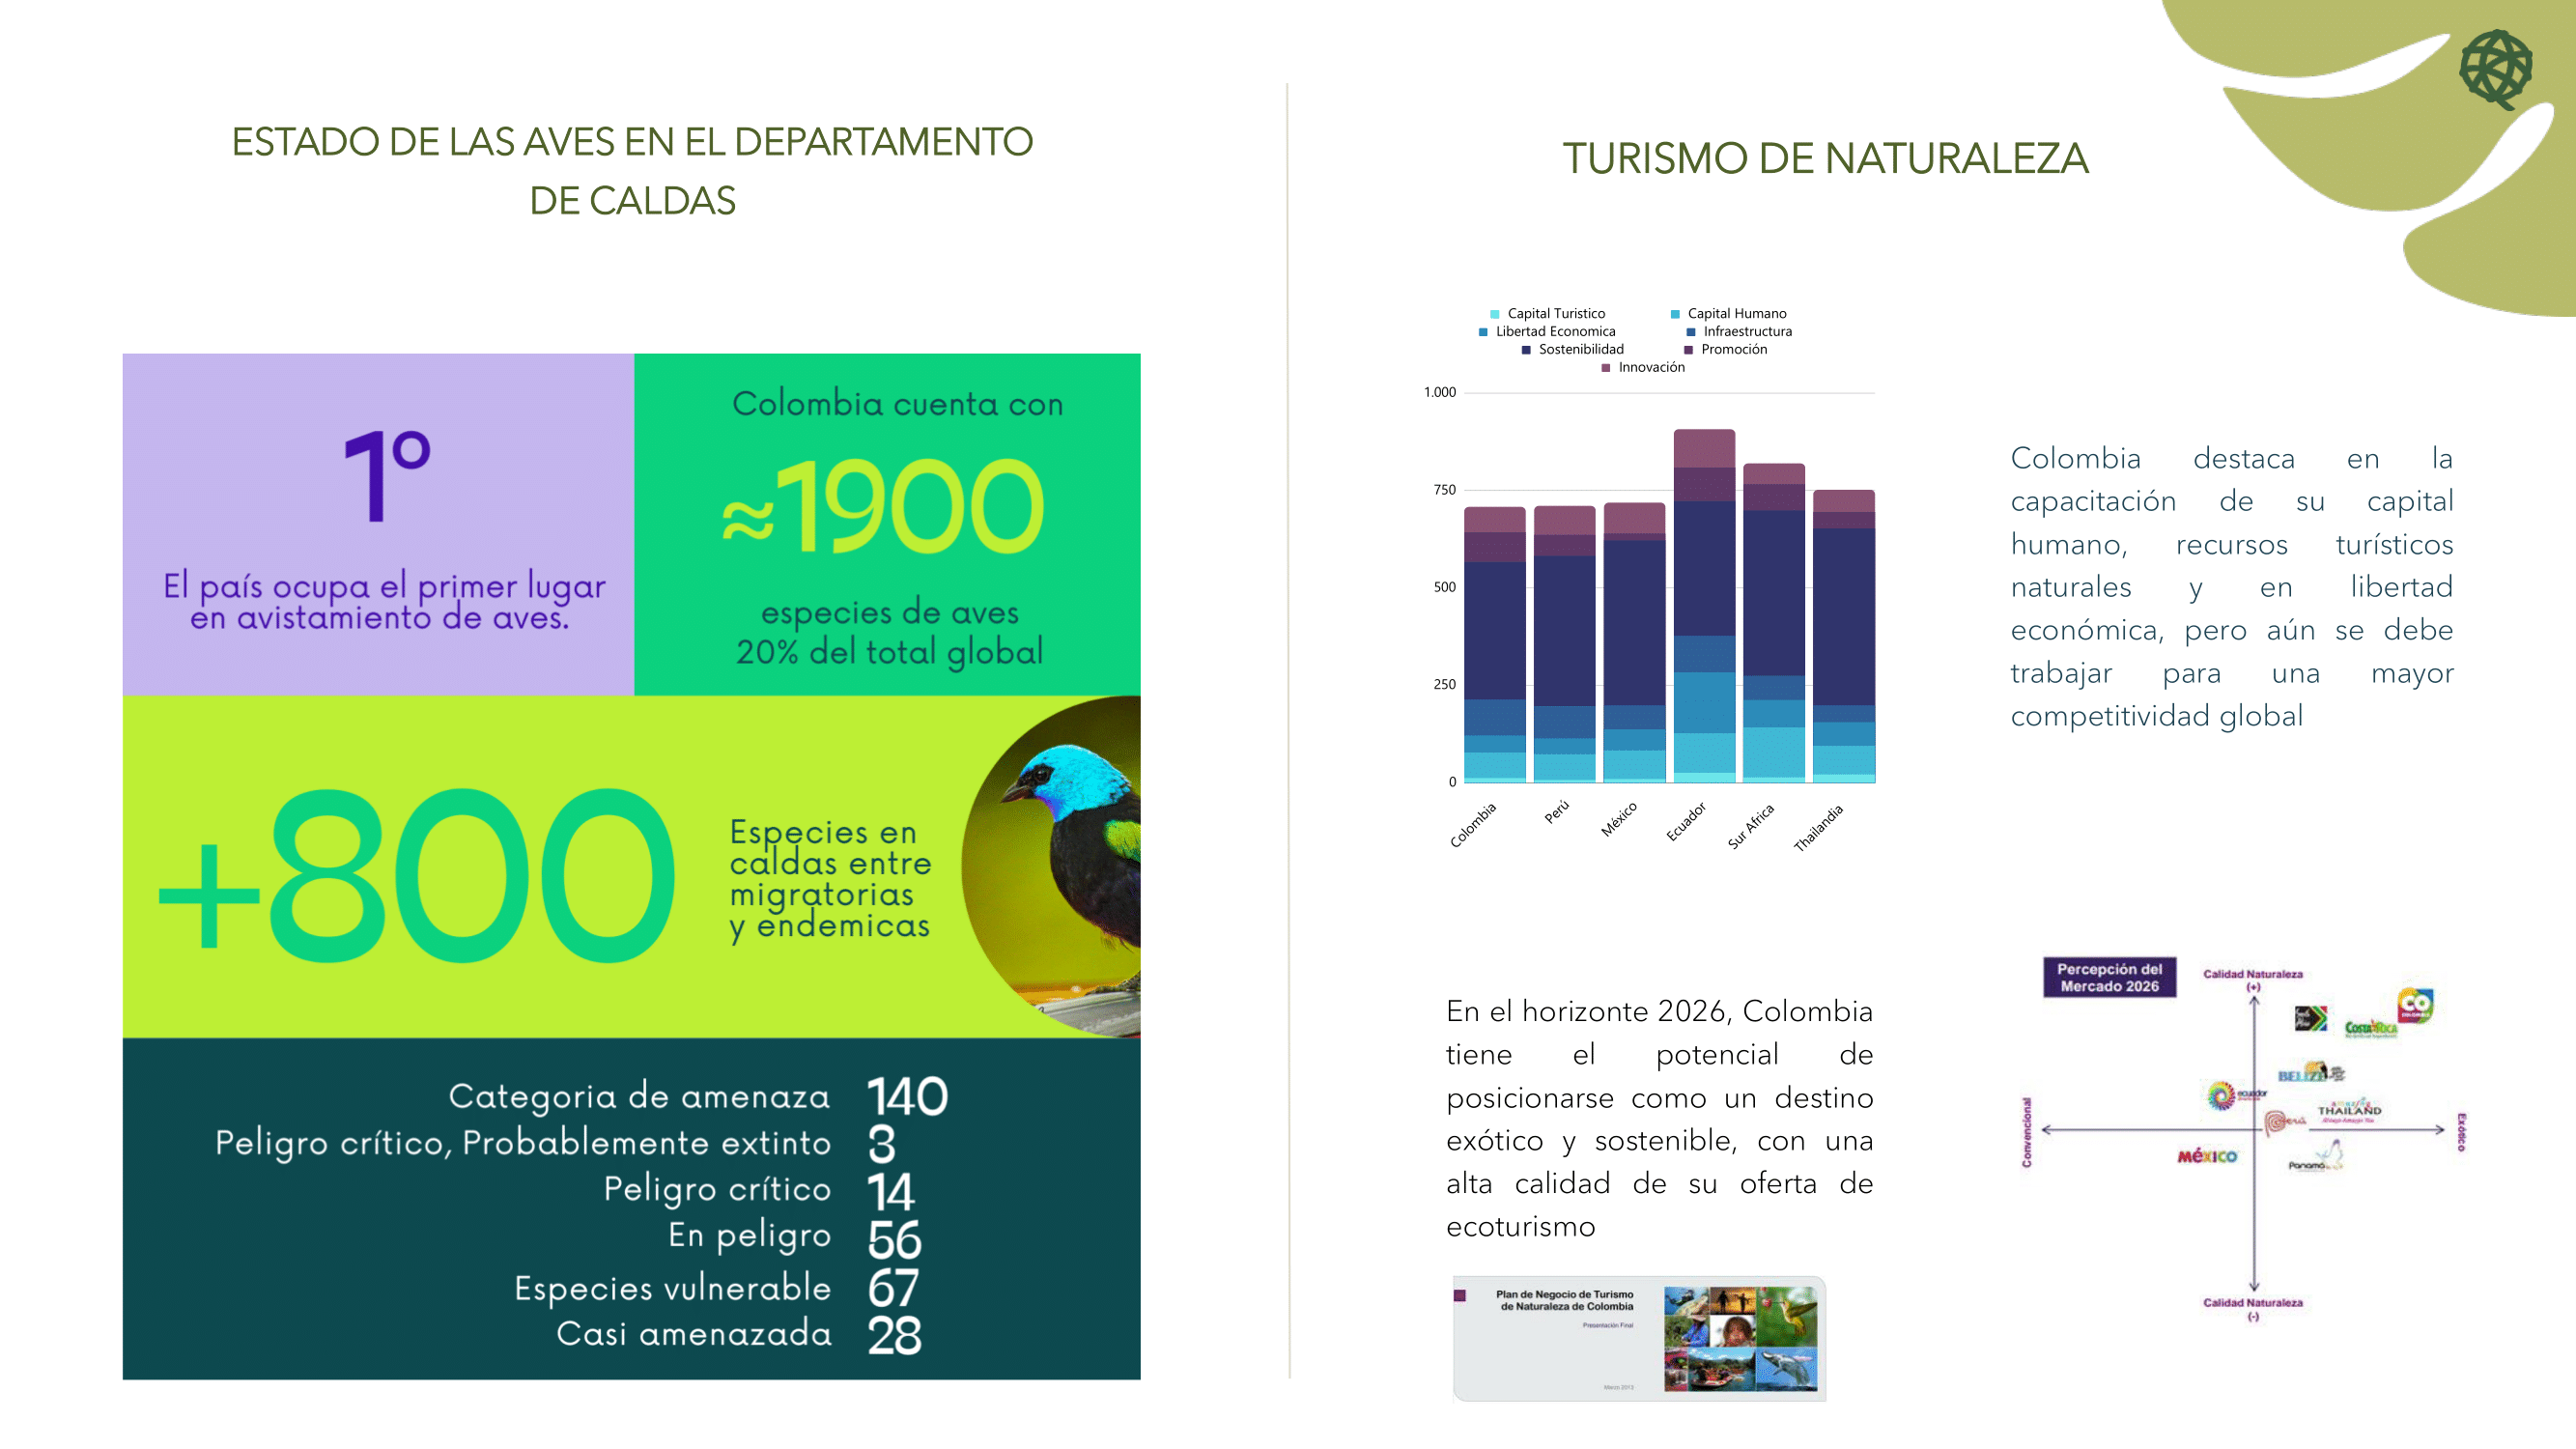 ESTADO DE LAS AVES EN EL DEPARTAMENTO
DE CALDAS
1º
El país ocupa el primer lugar
en avistamiento de aves.
Colombia cuenta con
≈1900
especies de aves
20% del total global
+800
Especies en
caldas entre
migratorias
y endemicas
Categoria de amenaza 140
Peligro crítico, Probablemente extinto 3
Peligro crítico 14
En peligro 56
Especies vulnerable 67
Casi amenazada 28
TURISMO DE NATURALEZA
Capital Turistico Capital Humano
Libertad Economica Infraestructura
Sostenibilidad Promoción
Innovación
1.000
750
500
250
0
Colombia Perú México Ecuador Sur Africa Thailandia
Colombia destaca en la
capacitación de su capital
humano, recursos turísticos
naturales y en libertad
económica, pero aún se debe
trabajar para una mayor
competitividad global
En el horizonte 2026, Colombia
tiene el potencial de
posicionarse como un destino
exótico y sostenible, con una
alta calidad de su oferta de
ecoturismo
Plan de Negocio de Turismo
de Naturaleza de Colombia
Presentación Final
Marzo 2013
Percepción del
Mercado 2026
Calidad Naturaleza
(+)
CO
COLOMBIA
COSTA RICA
BELIZE
ecuador
THAILAND
Perú
Convencional
Exótico
MéXICO
Panamá
Calidad Naturaleza
(-)